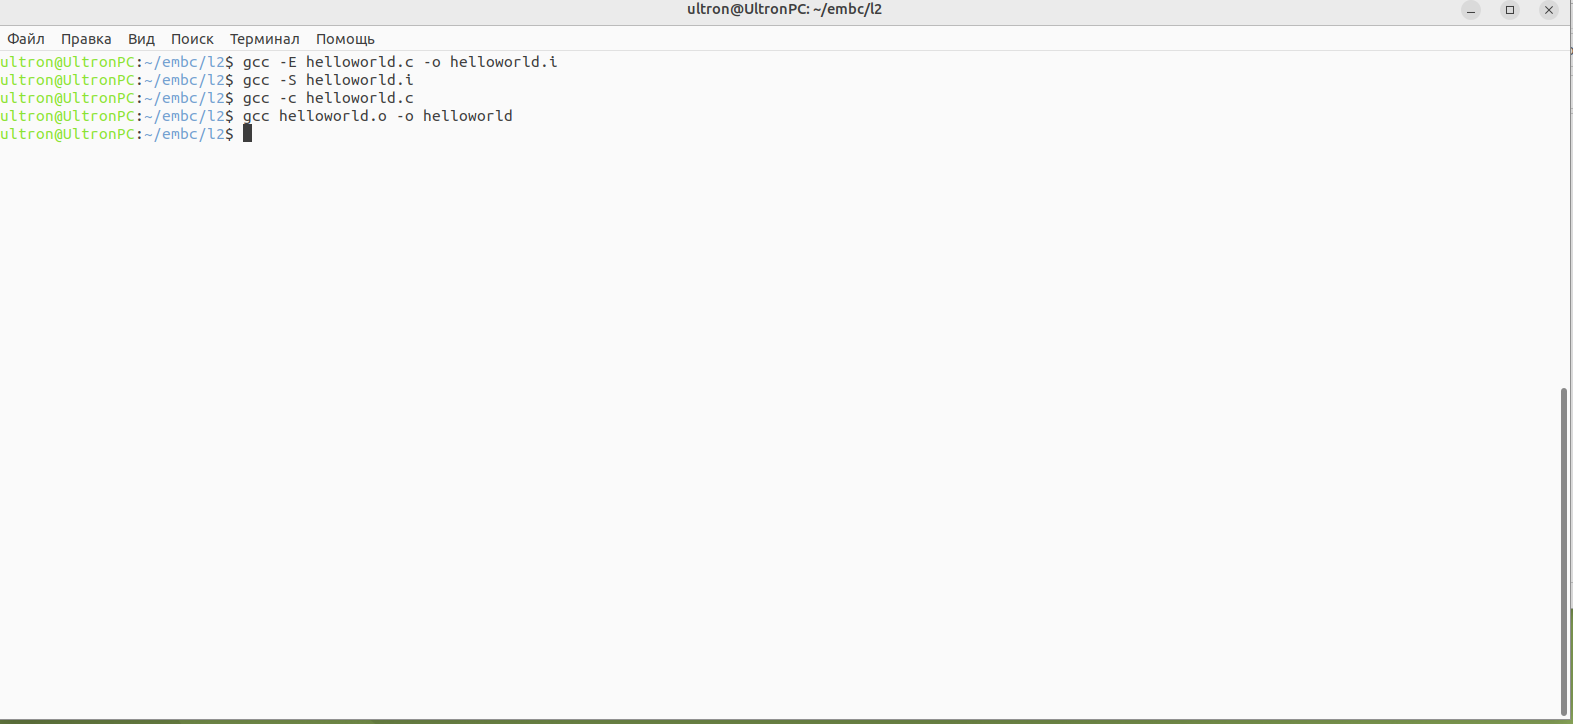 ultron@UltronPC: ~/embc/l2
Файл Правка Вид Поиск Терминал Помощь
ultron@UltronPC:~/embc/l2$ gcc -E helloworld.c -o helloworld.i
ultron@UltronPC:~/embc/l2$ gcc -S helloworld.i
ultron@UltronPC:~/embc/l2$ gcc -c helloworld.c
ultron@UltronPC:~/embc/l2$ gcc helloworld.o -o helloworld
ultron@UltronPC:~/embc/l2$